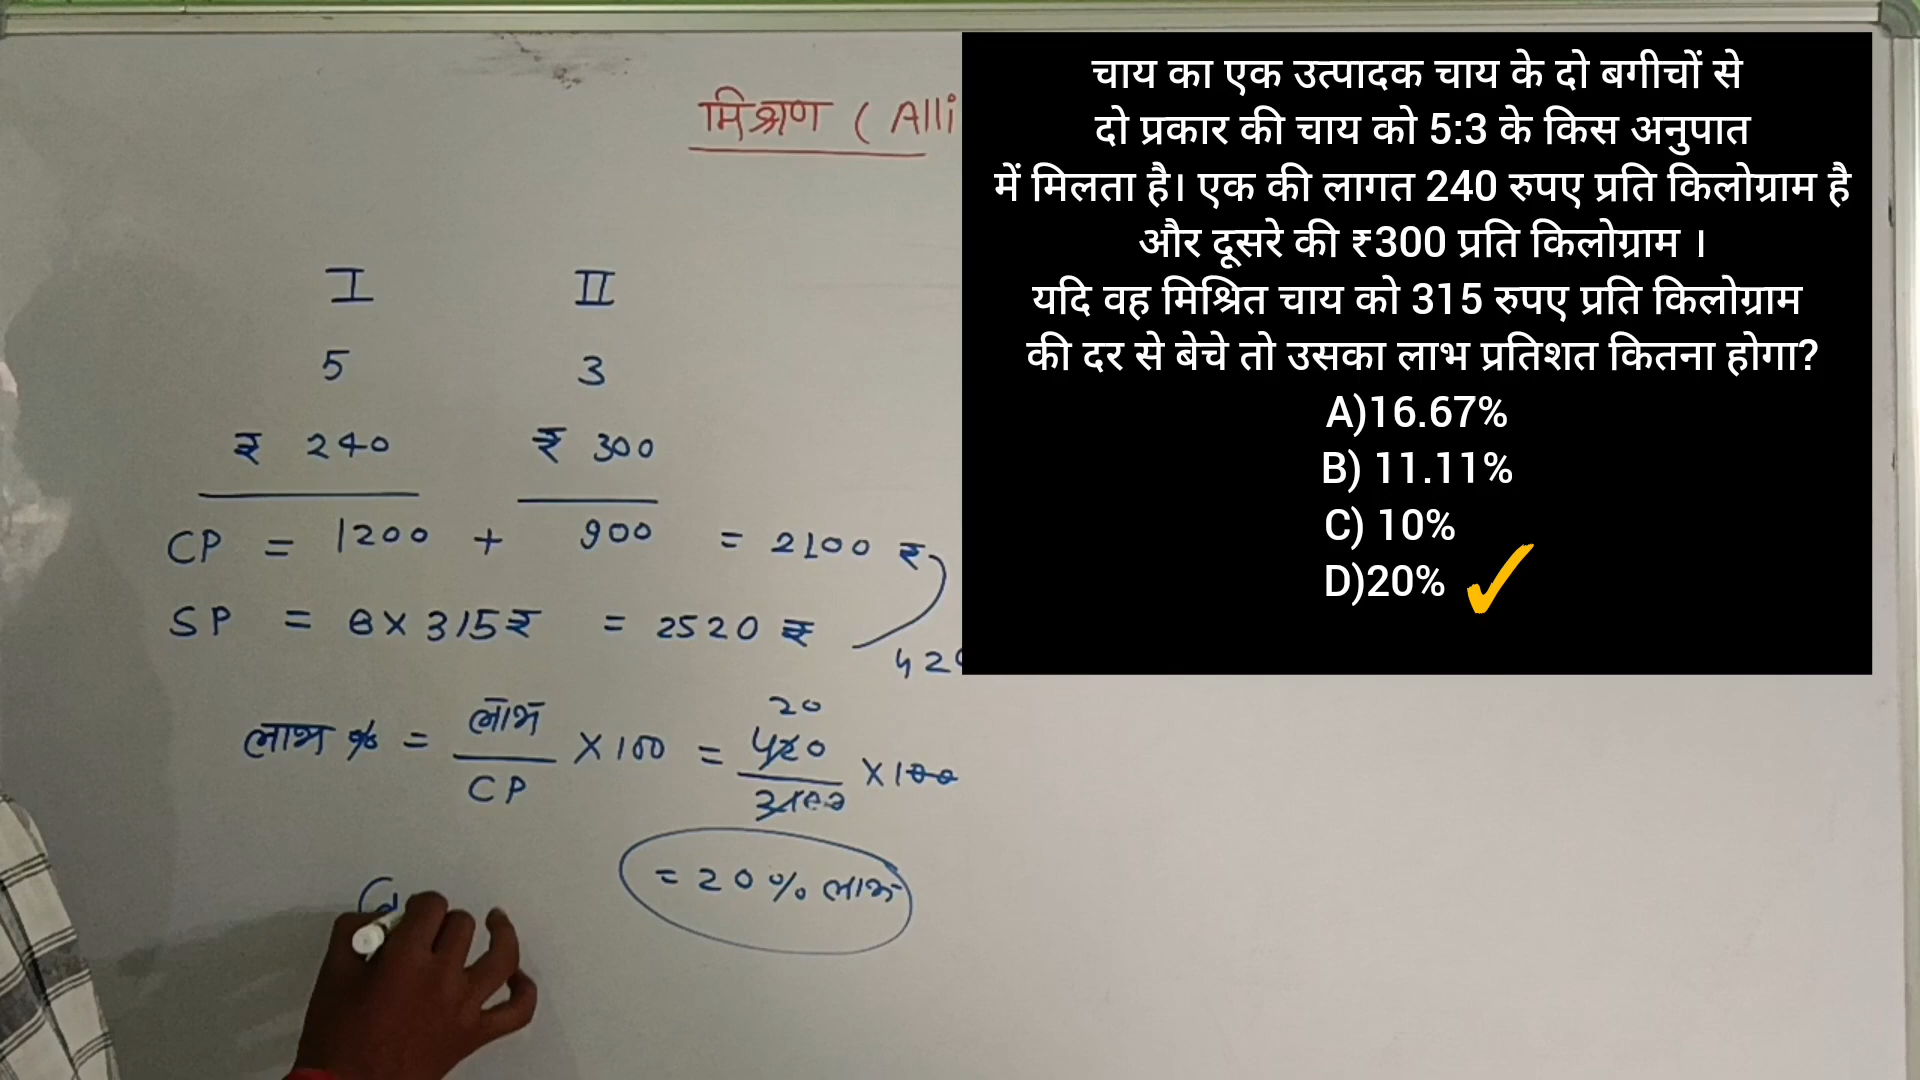 मिश्रण ( Alli
I II
5 3
₹ 240 ₹ 300
CP = 1200 + 900 = 2100 ₹
SP = 8 × 315 ₹ = 2520 ₹
420
लाभ % = लाभ / CP × 100 = 420 / 2100 × 100
20
= 20 % लाभ
चाय का एक उत्पादक चाय के दो बगीचों से
दो प्रकार की चाय को 5:3 के किस अनुपात
में मिलता है। एक की लागत 240 रुपए प्रति किलोग्राम है
और दूसरे की ₹300 प्रति किलोग्राम ।
यदि वह मिश्रित चाय को 315 रुपए प्रति किलोग्राम
की दर से बेचे तो उसका लाभ प्रतिशत कितना होगा?
A)16.67%
B) 11.11%
C) 10%
D)20%